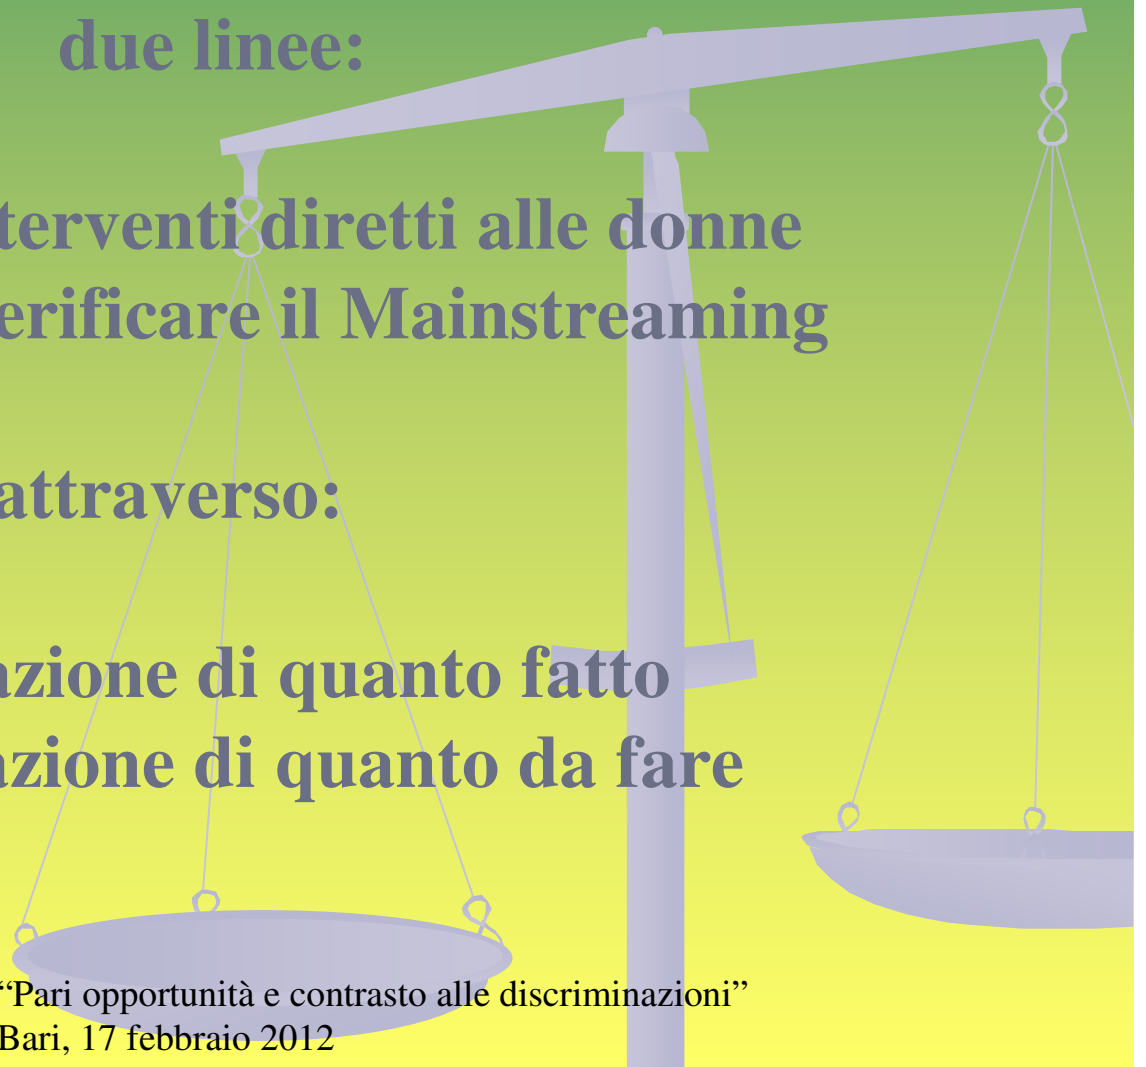 due linee:
terventi diretti alle donne
erificare il Mainstreaming
attraverso:
azione di quanto fatto
azione di quanto da fare
“Pari opportunità e contrasto alle discriminazioni”
Bari, 17 febbraio 2012